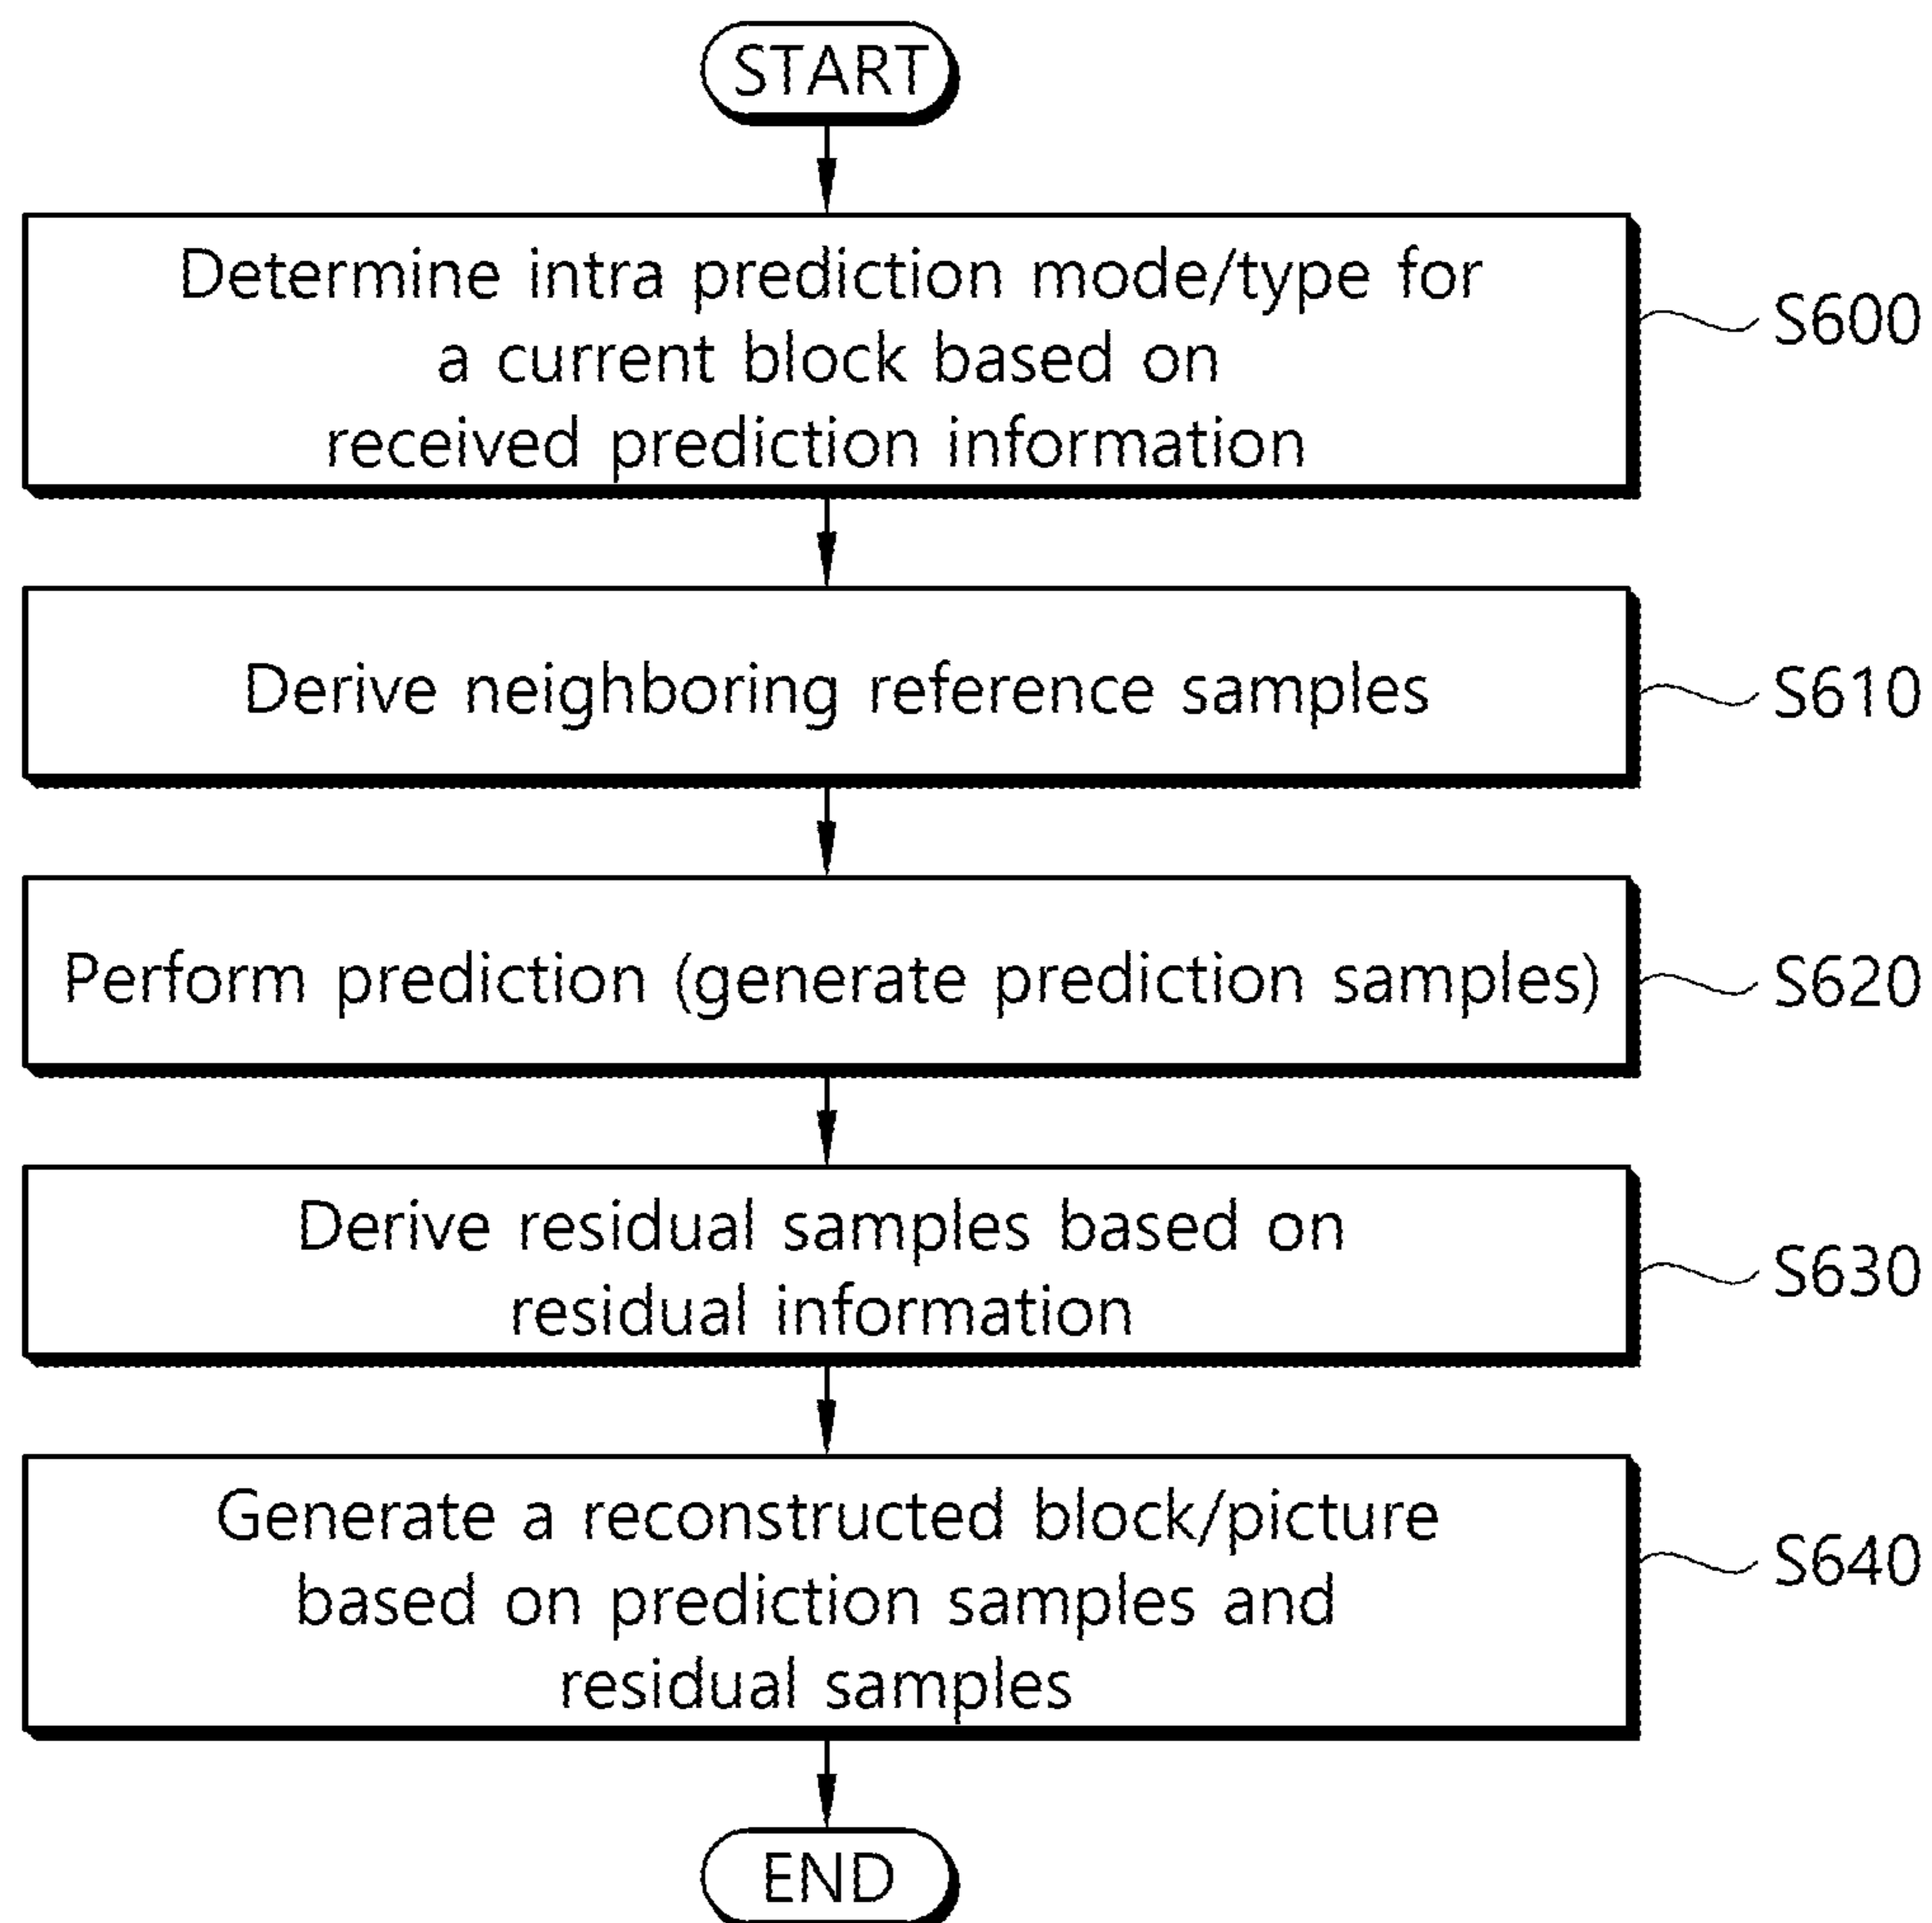 START
Determine intra prediction mode/type for
a current block based on
received prediction information
S600
Derive neighboring reference samples
S610
Perform prediction (generate prediction samples)
S620
Derive residual samples based on
residual information
S630
Generate a reconstructed block/picture
based on prediction samples and
residual samples
S640
END